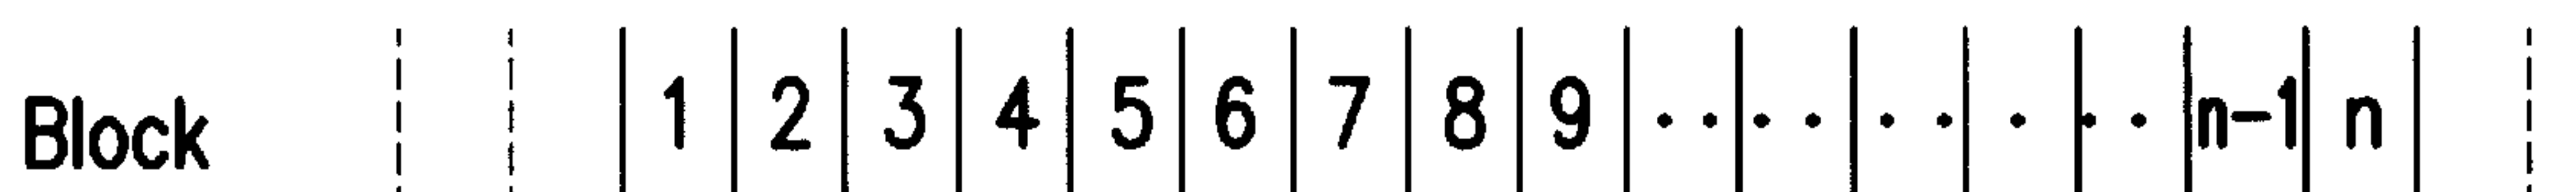 Block 1 2 3 4 5 6 7 8 9 . . . . . . . . . n-1 n